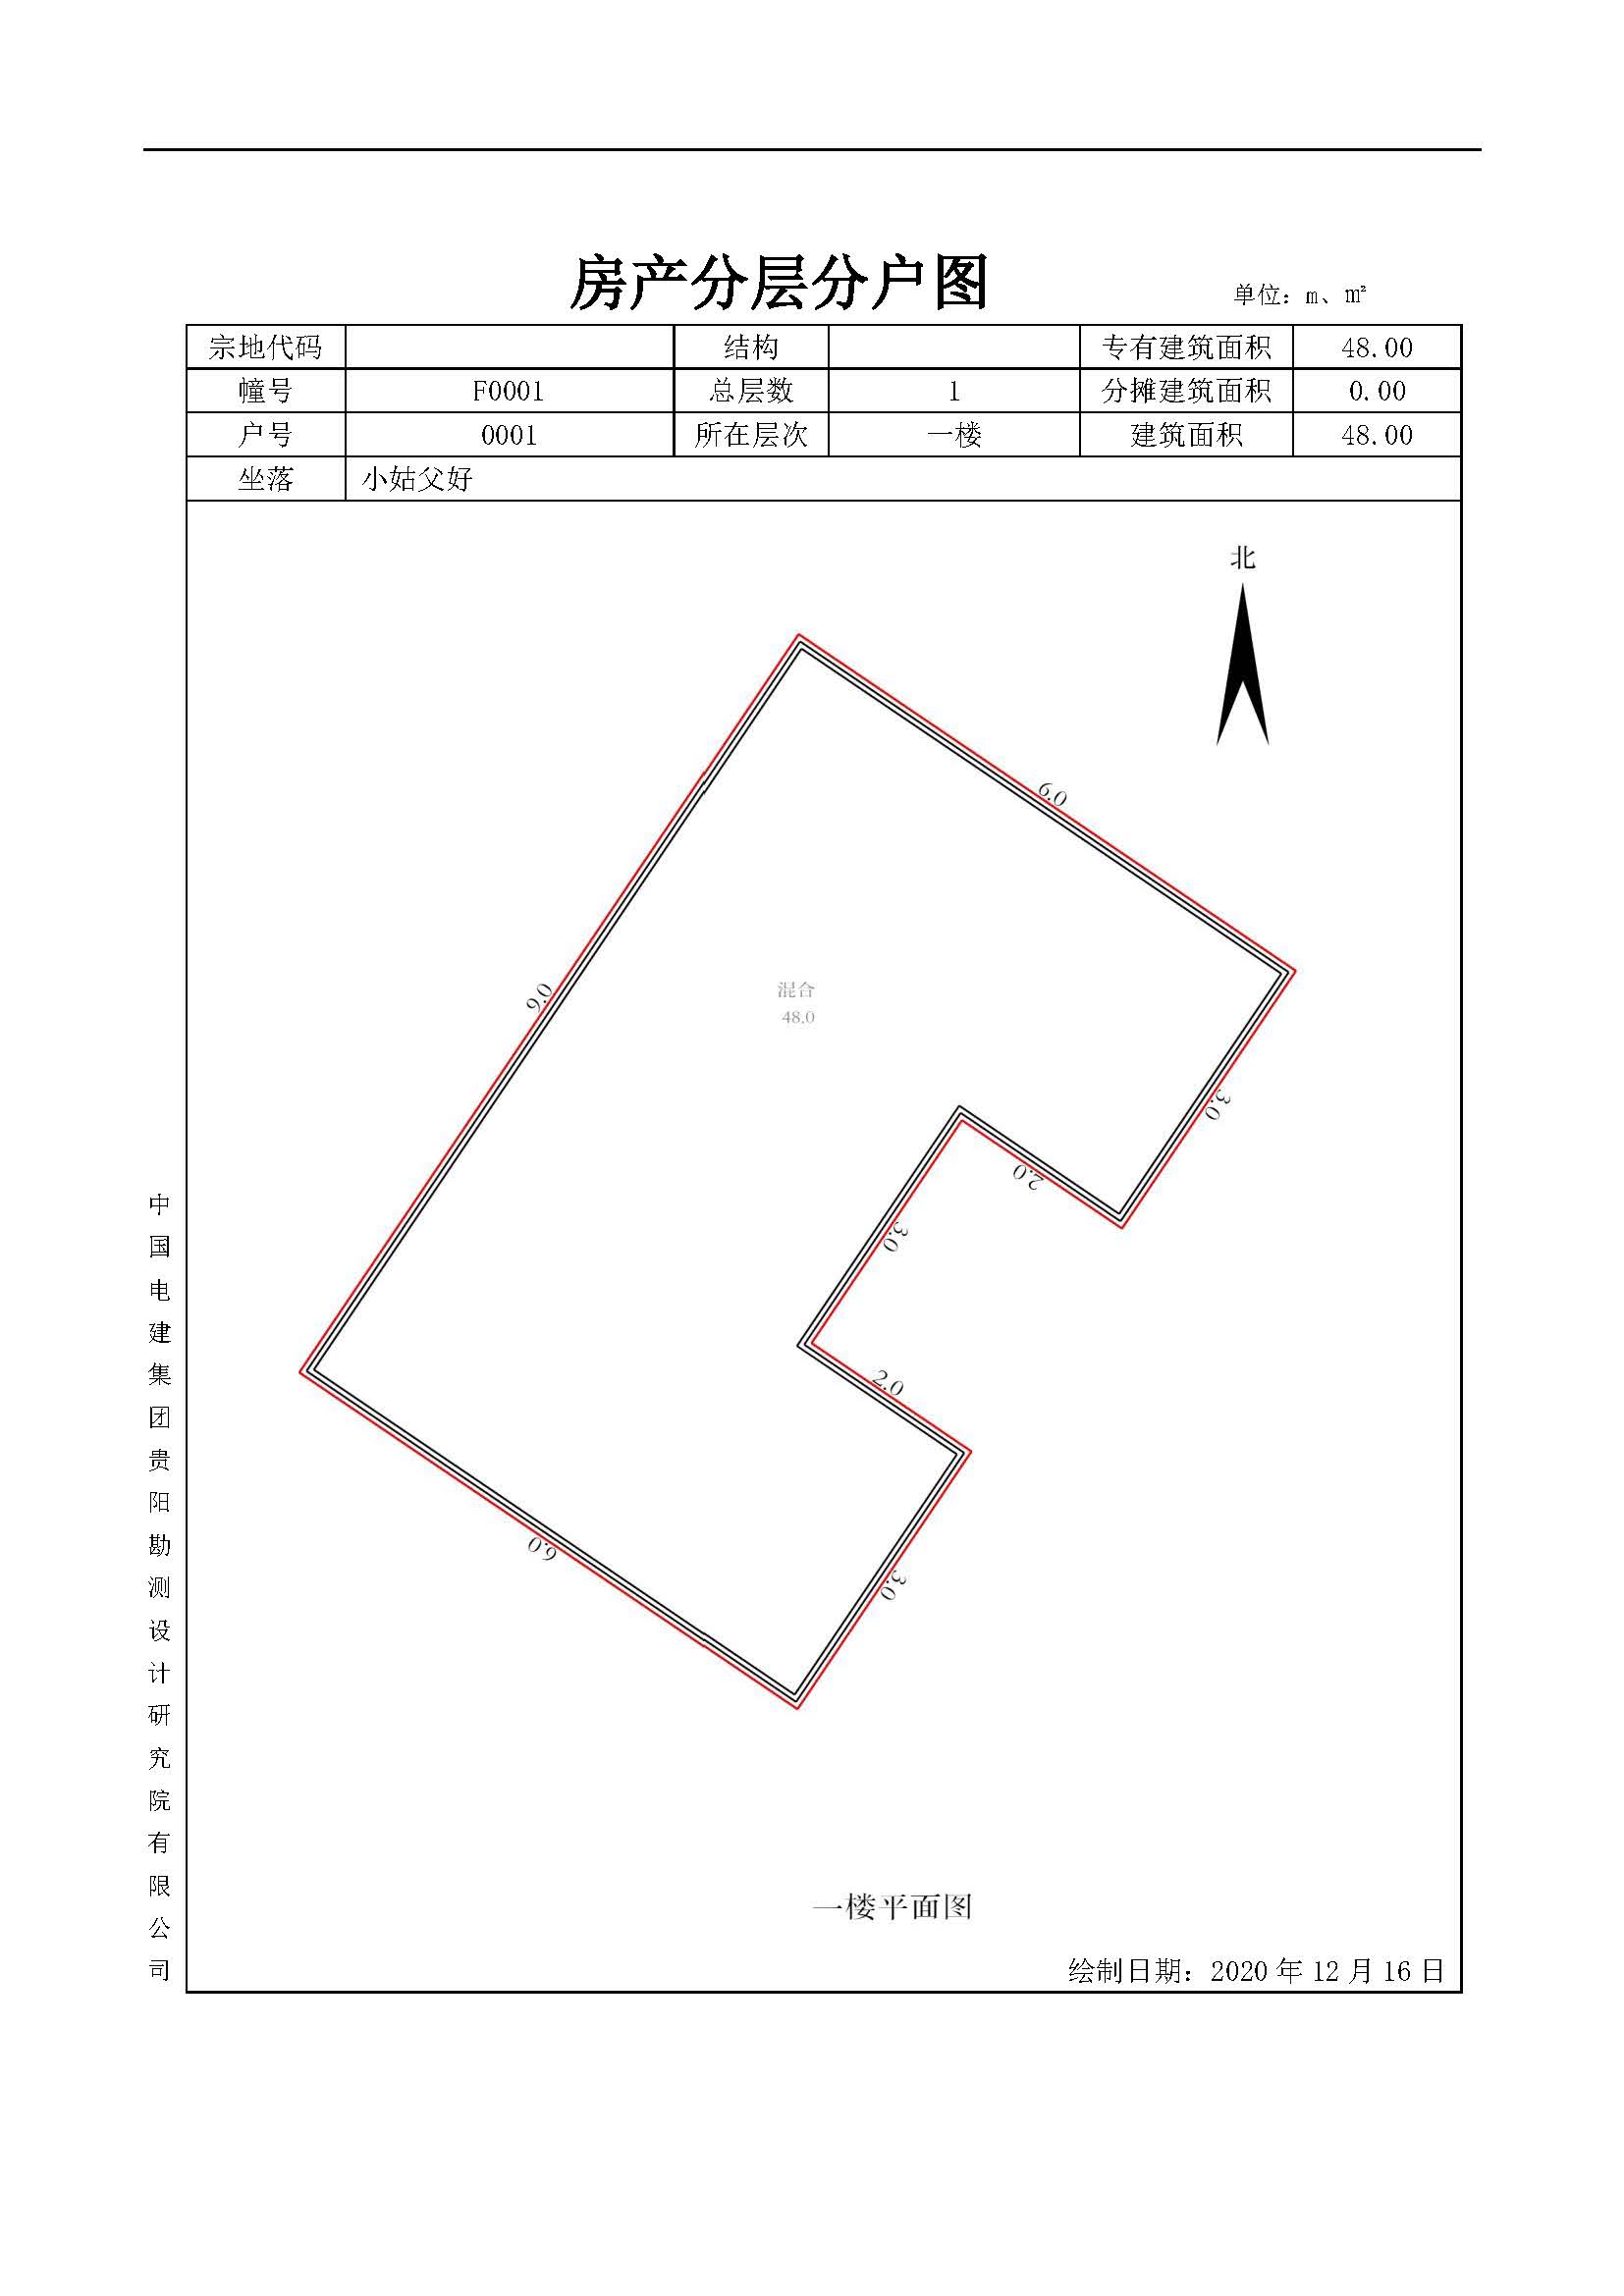 房产分层分户图
单位：m、㎡
宗地代码 结构 专有建筑面积 48.00
幢号 F0001 总层数 1 分摊建筑面积 0.00
户号 0001 所在层次 一楼 建筑面积 48.00
坐落 小姑父好
北
6.0
9.0
混合
48.0
3.0
2.0
3.0
2.0
6.0
3.0
中国电建集团贵阳勘测设计研究院有限公司
一楼平面图
绘制日期：2020 年 12 月 16 日